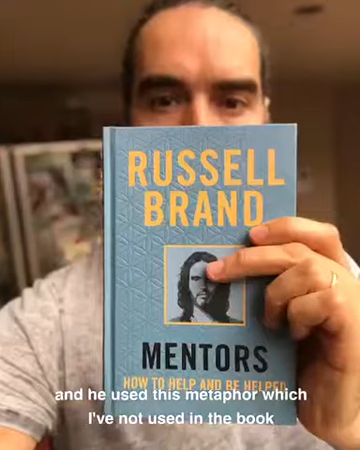 RUSSELL
BRAND
MENTORS
HOW TO HELP AND BE HELPED
and he used this metaphor which
I've not used in the book